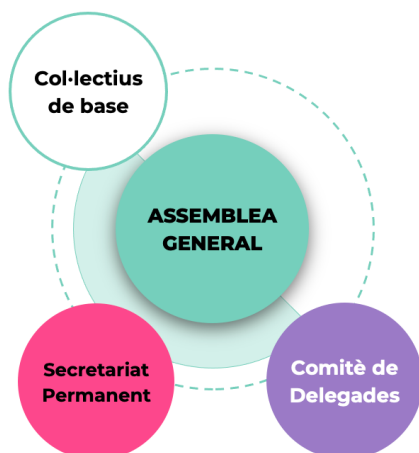 Col·lectius
de base
ASSEMBLEA
GENERAL
Secretariat
Permanent
Comitè de
Delegades